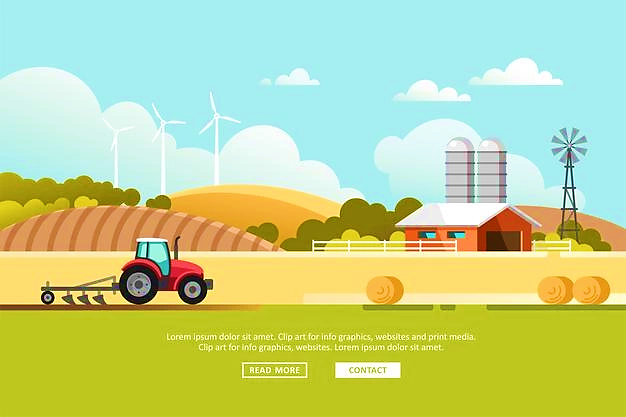 Lorem ipsum dolor sit amet. Clip art for info graphics, websites and print media.
Clip art for info graphics, websites. Lorem ipsum dolor sit amet.
READ MORE
CONTACT